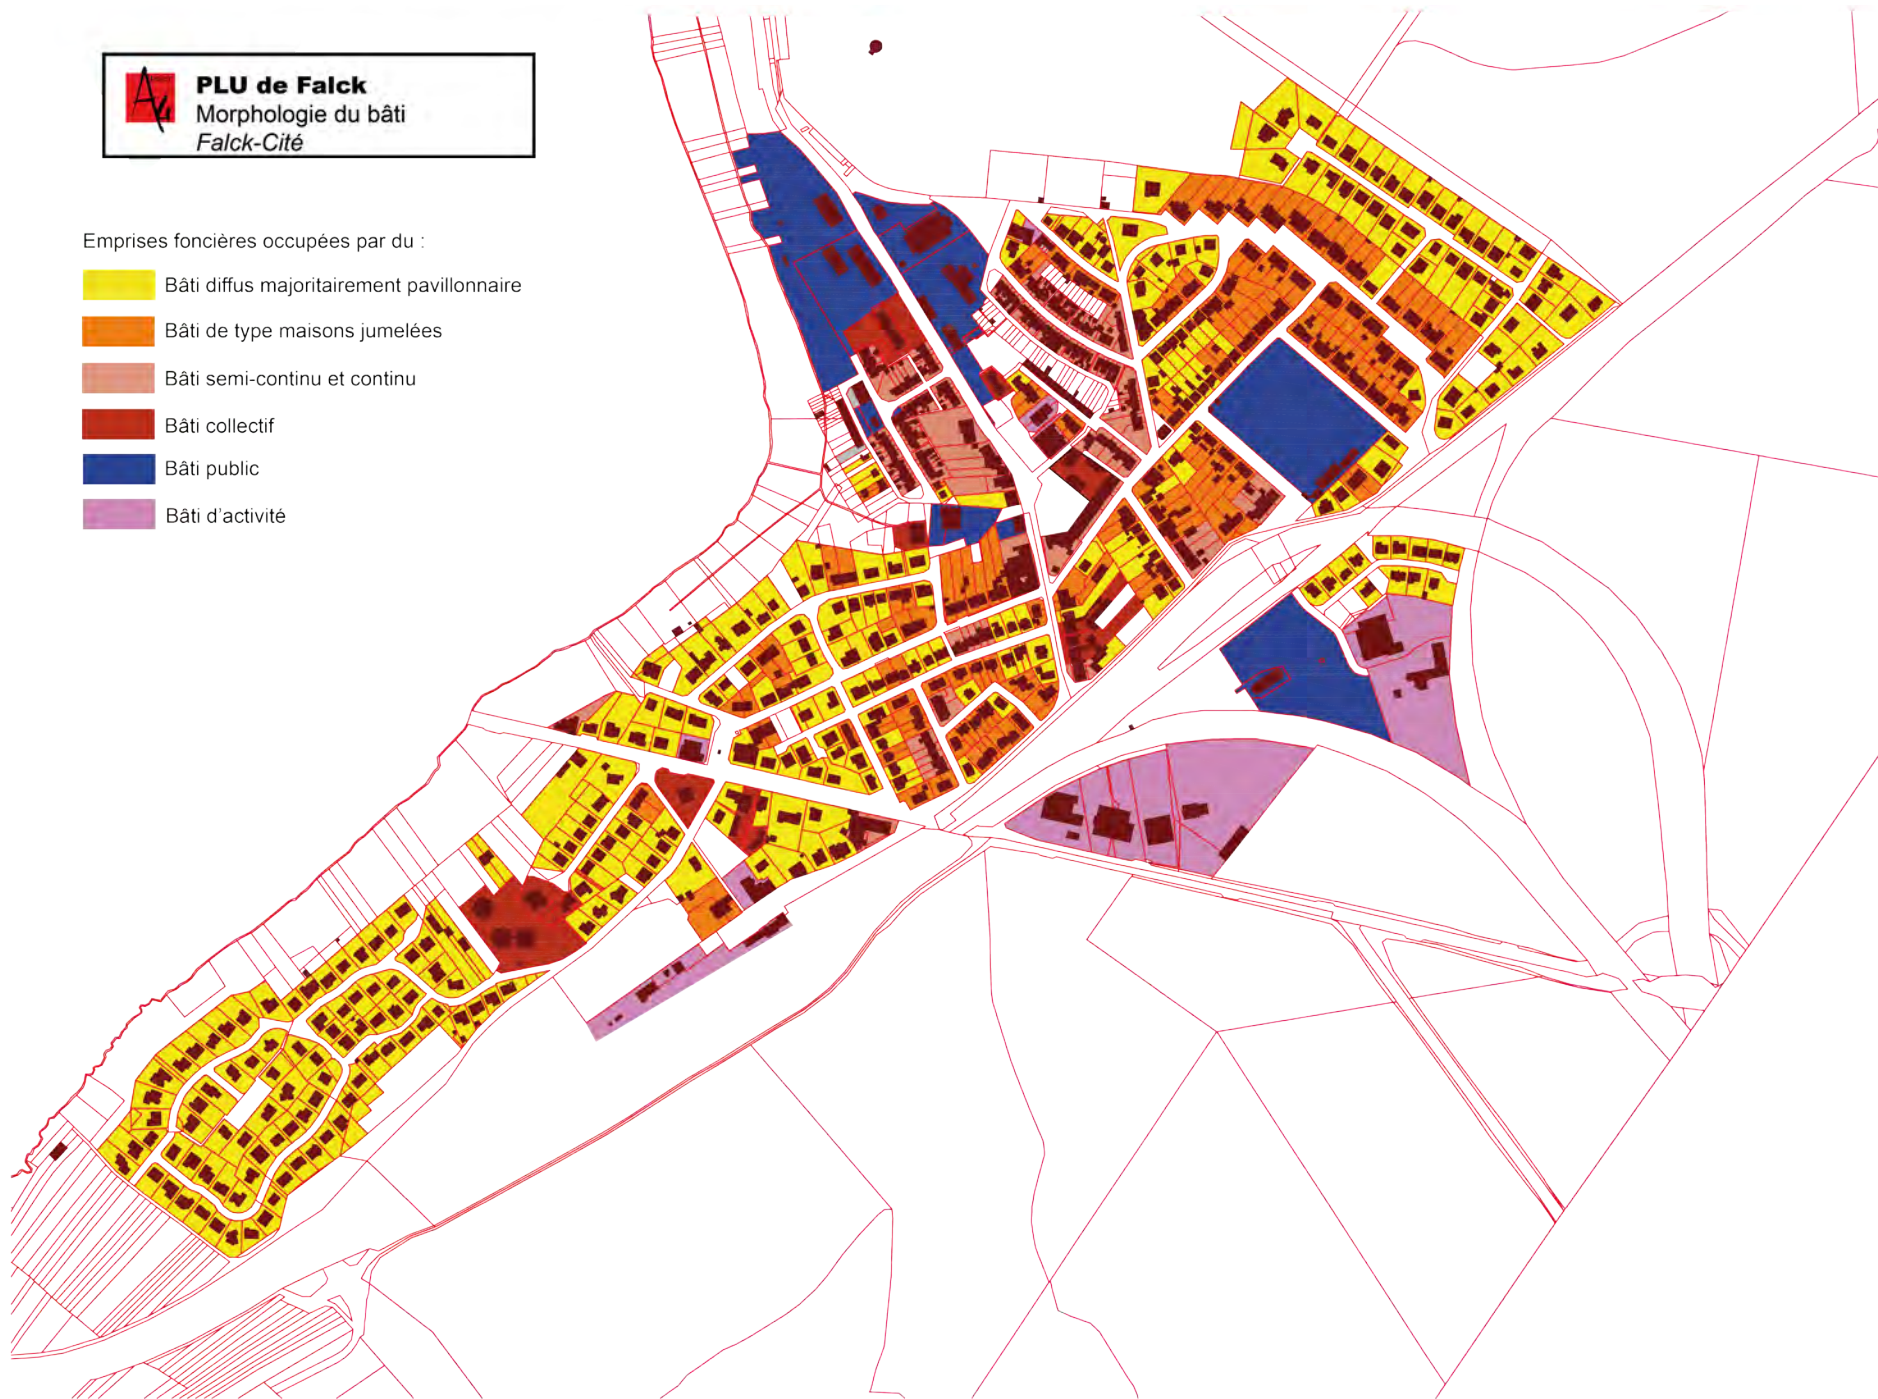 PLU de Falck
Morphologie du bâti
Falck-Cité
Emprises foncières occupées par du :
Bâti diffus majoritairement pavillonnaire
Bâti de type maisons jumelées
Bâti semi-continu et continu
Bâti collectif
Bâti public
Bâti d'activité